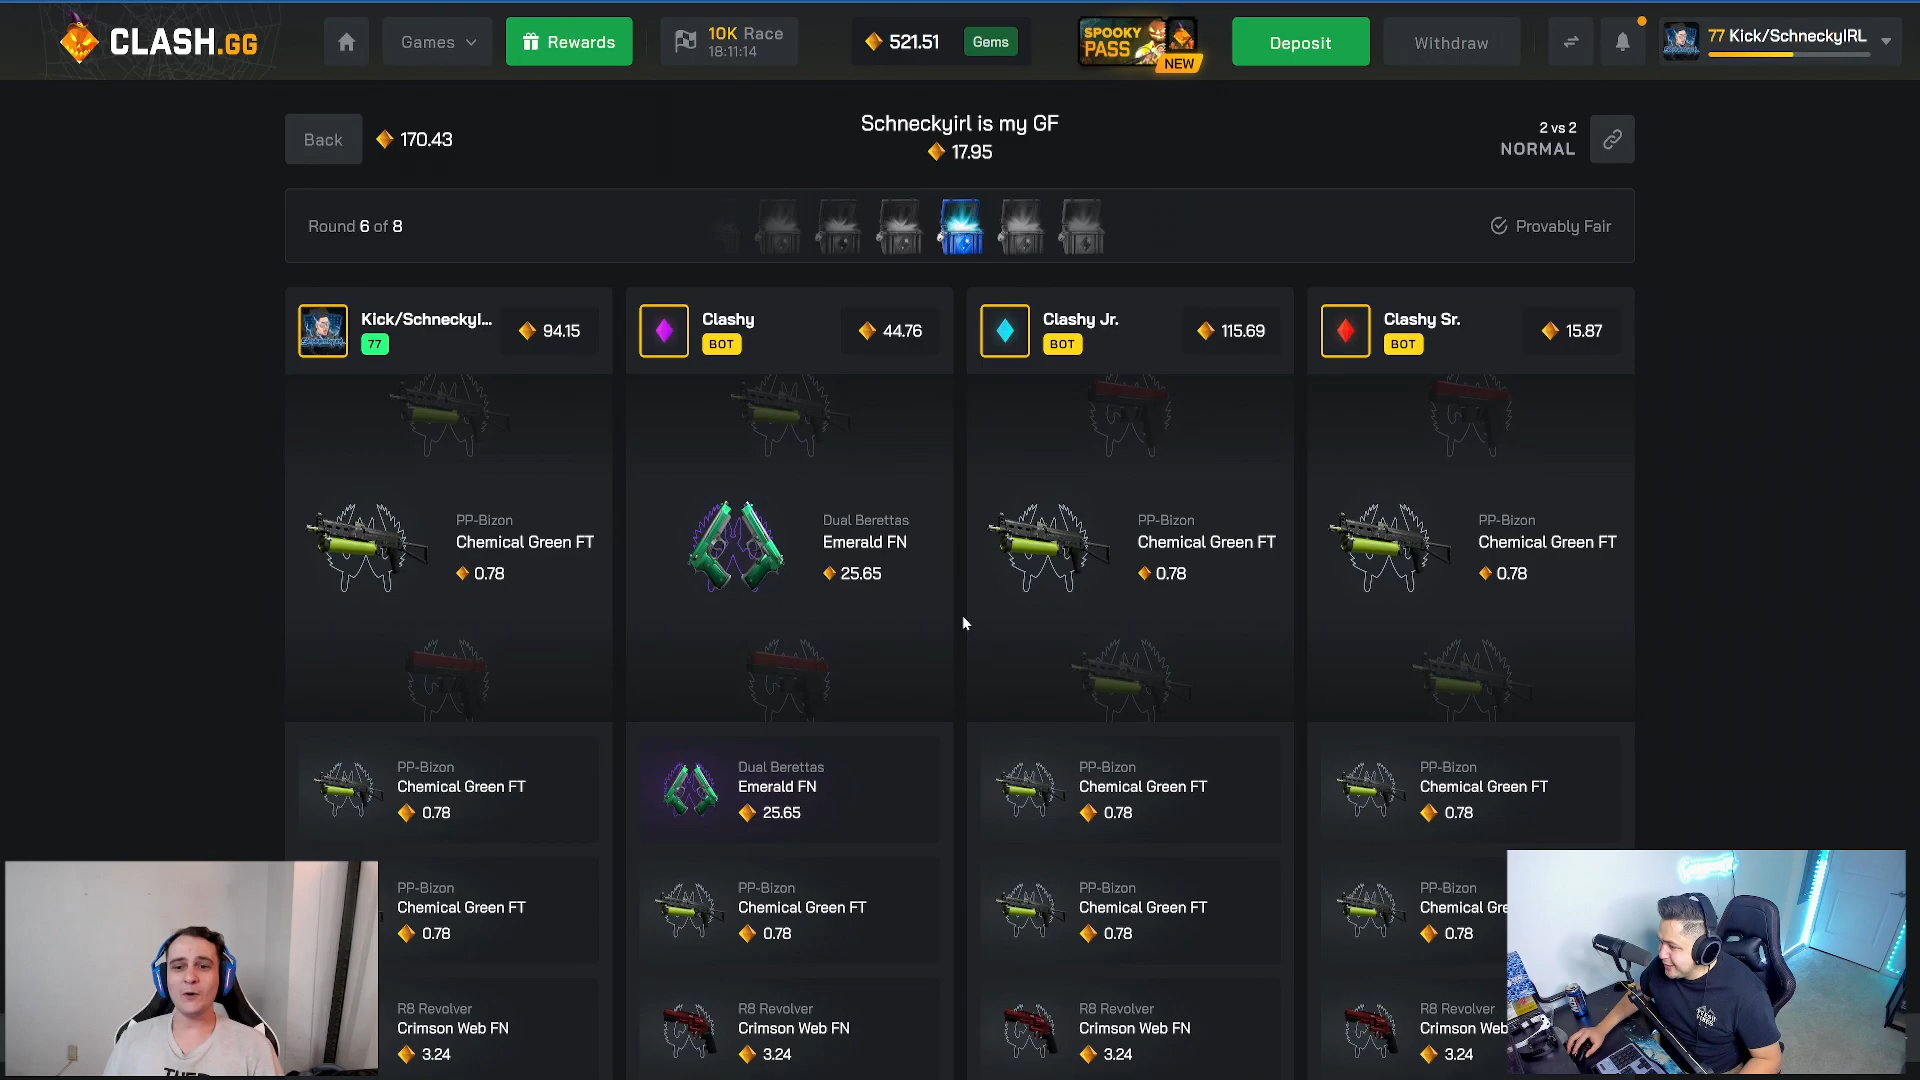 CLASH.GG
Games
Rewards
10K Race
18:11:14
521.51
Gems
SPOOKY
PASS
NEW
Deposit
Withdraw
77 Kick/SchneckyIRL
Back
170.43
Schneckyirl is my GF
17.95
2 vs 2
NORMAL
Round 6 of 8
Provably Fair
Kick/SchneckyI...
77
94.15
Clashy
BOT
44.76
Clashy Jr.
BOT
115.69
Clashy Sr.
BOT
15.87
PP-Bizon
Chemical Green FT
0.78
Dual Berettas
Emerald FN
25.65
PP-Bizon
Chemical Green FT
0.78
PP-Bizon
Chemical Green FT
0.78
PP-Bizon
Chemical Green FT
0.78
Dual Berettas
Emerald FN
25.65
PP-Bizon
Chemical Green FT
0.78
PP-Bizon
Chemical Green FT
0.78
PP-Bizon
Chemical Green FT
0.78
PP-Bizon
Chemical Green FT
0.78
PP-Bizon
Chemical Green FT
0.78
PP-Bizon
Chemical Gre
0.78
R8 Revolver
Crimson Web FN
3.24
R8 Revolver
Crimson Web FN
3.24
R8 Revolver
Crimson Web FN
3.24
R8 Revolver
Crimson Web
3.24